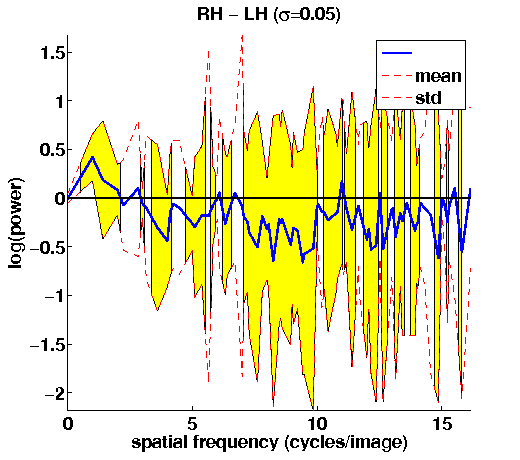 RH − LH (σ=0.05)
mean
std
1.5
1
0.5
0
−0.5
−1
−1.5
−2
log(power)
0 5 10 15
spatial frequency (cycles/image)